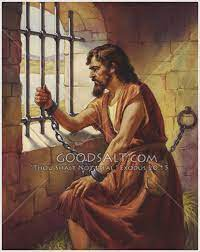 GOODSALT.COM
"THOU SHALT NOT STEAL" EXODUS 20:15